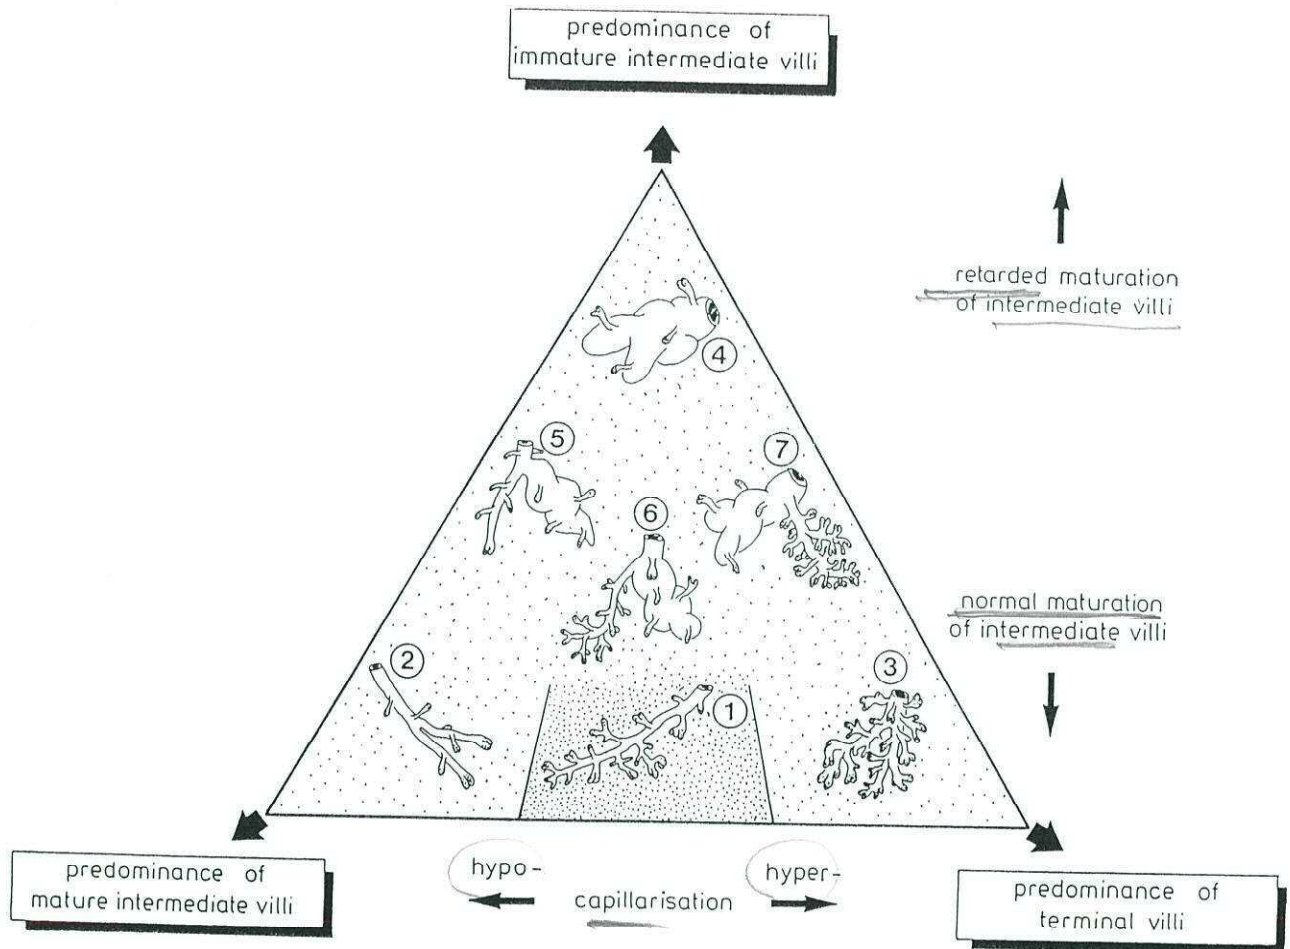 predominance of
immature intermediate villi
retarded maturation
of intermediate villi
4
5
7
6
normal maturation
of intermediate villi
2
3
1
predominance of
mature intermediate villi
hypo-
capillarisation
hyper-
predominance of
terminal villi